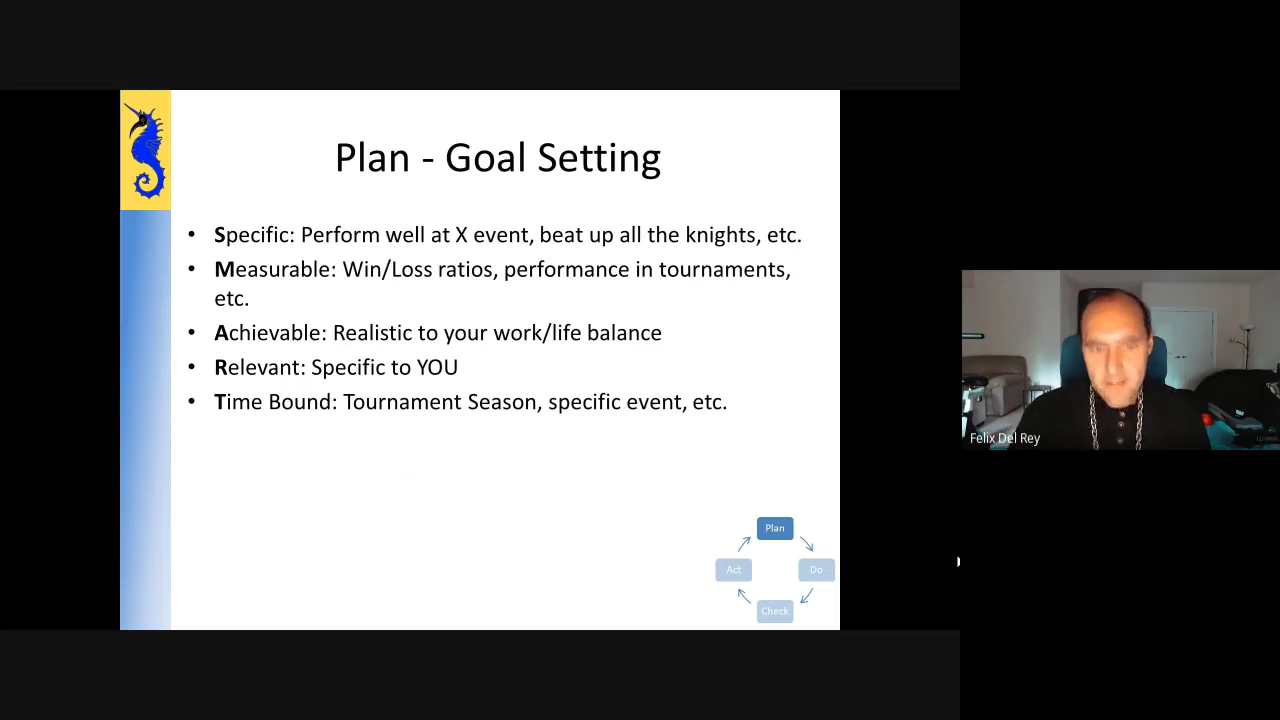 Plan - Goal Setting
• Specific: Perform well at X event, beat up all the knights, etc.
• Measurable: Win/Loss ratios, performance in tournaments,
etc.
• Achievable: Realistic to your work/life balance
• Relevant: Specific to YOU
• Time Bound: Tournament Season, specific event, etc.
Plan
Act
Do
Check
Felix Del Rey